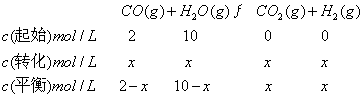 CO(g)+H₂O(g) f CO₂(g)+H₂(g)
c(起始)mol/L 2 10 0 0
c(转化)mol/L x x x x
c(平衡)mol/L 2-x 10-x x x